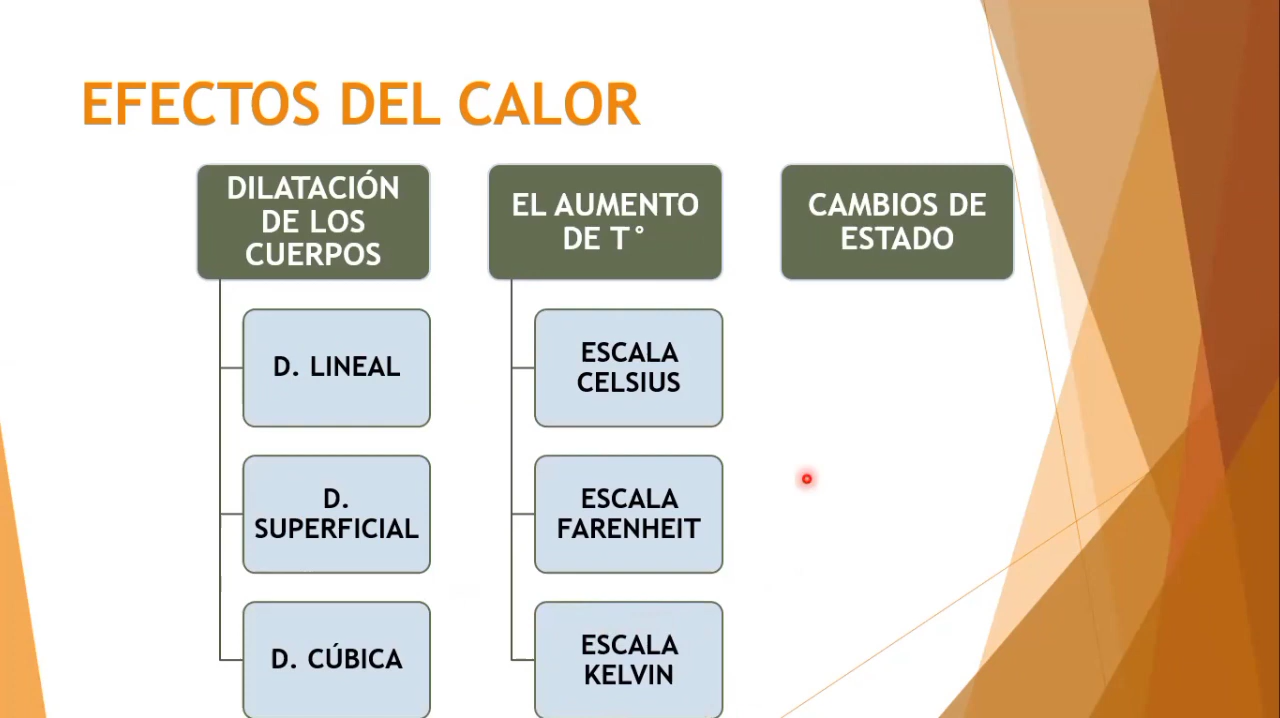 EFECTOS DEL CALOR
DILATACIÓN
DE LOS
CUERPOS
D. LINEAL
D.
SUPERFICIAL
D. CÚBICA
EL AUMENTO
DE T°
ESCALA
CELSIUS
ESCALA
FARENHEIT
ESCALA
KELVIN
CAMBIOS DE
ESTADO